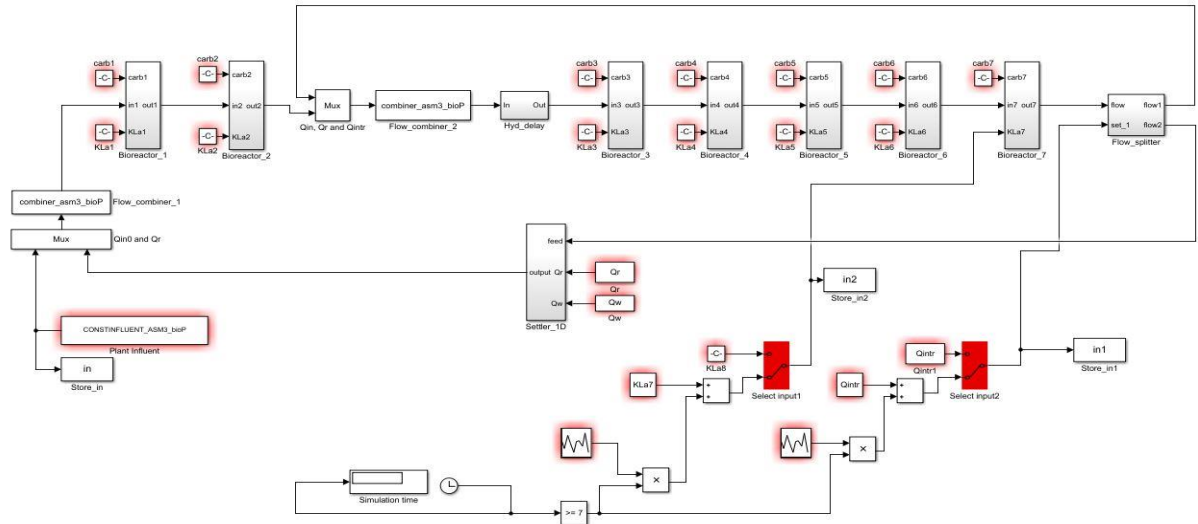 carb1
-C-
carb1
in1 out1
-C-
KLa1
KLa1
Bioreactor_1
carb2
-C-
carb2
in2 out2
-C-
KLa2
KLa2
Bioreactor_2
Mux
Qin, Qr and Qintr
combiner_asm3_bioP
Flow_combiner_2
In Out
Hyd_delay
carb3
-C-
carb3
in3 out3
-C-
KLa3
KLa3
Bioreactor_3
carb4
-C-
carb4
in4 out4
-C-
KLa4
KLa4
Bioreactor_4
carb5
-C-
carb5
in5 out5
-C-
KLa5
KLa5
Bioreactor_5
carb6
-C-
carb6
in6 out6
-C-
KLa6
KLa6
Bioreactor_6
carb7
-C-
carb7
in7 out7
KLa7
Bioreactor_7
flow flow1
set_1 flow2
Flow_splitter
combiner_asm3_bioP
Flow_combiner_1
Mux
Qin0 and Qr
feed
output Qr
Qw
Settler_1D
Qr
Qr
Qw
Qw
in2
Store_in2
CONSTINFLUENT_ASM3_bioP
Plant Influent
in
Store_in
-C-
KLa8
KLa7
+
+
Select input1
Qintr
Qintr1
Qintr
+
+
Select input2
in1
Store_in1
×
×
Simulation time
>= 7